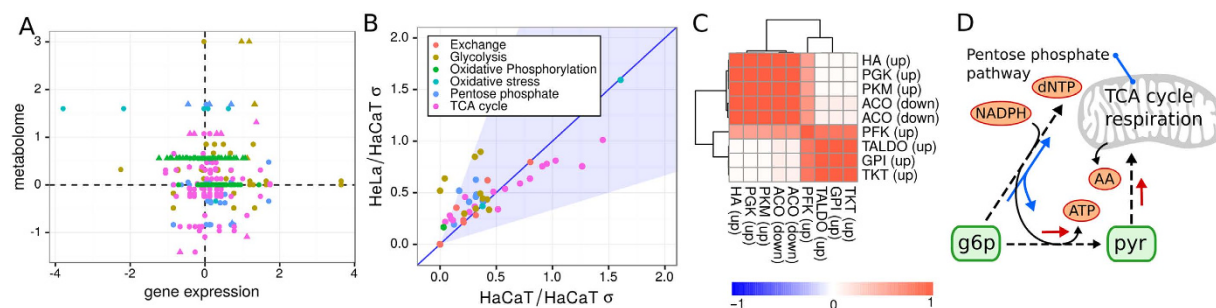 A
metabolome
3
2
1
0
-1
-4
-2
0
2
4
gene expression
B
HeLa/HaCaT σ
2.0
1.5
1.0
0.5
0.0
Exchange
Glycolysis
Oxidative Phosphorylation
Oxidative stress
Pentose phosphate
TCA cycle
0.0
0.5
1.0
1.5
2.0
HaCaT/HaCaT σ
C
HA (up)
PGK (up)
PKM (up)
ACO (down)
ACO (down)
PFK (up)
TALDO (up)
GPI (up)
TKT (up)
HA (up)
PGK (up)
PKM (up)
ACO (down)
ACO (down)
PFK (up)
TALDO (up)
GPI (up)
TKT (up)
-1
0
1
D
Pentose phosphate
pathway
dNTP
NADPH
TCA cycle
respiration
AA
ATP
g6p
pyr